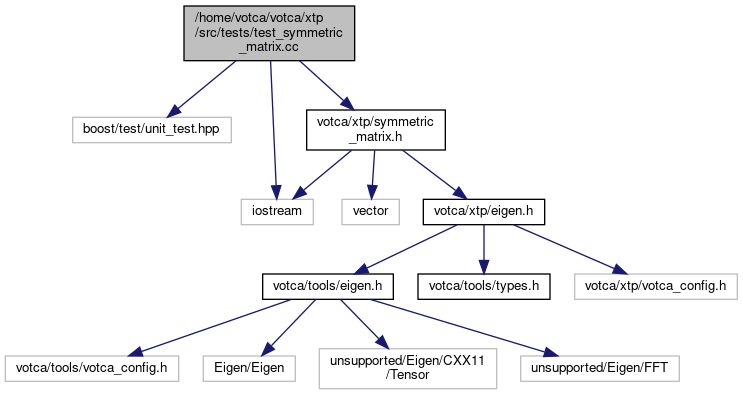 /home/votca/votca/xtp
/src/tests/test_symmetric
_matrix.cc
boost/test/unit_test.hpp
votca/xtp/symmetric
_matrix.h
iostream
vector
votca/xtp/eigen.h
votca/tools/eigen.h
votca/tools/types.h
votca/xtp/votca_config.h
votca/tools/votca_config.h
Eigen/Eigen
unsupported/Eigen/CXX11
/Tensor
unsupported/Eigen/FFT